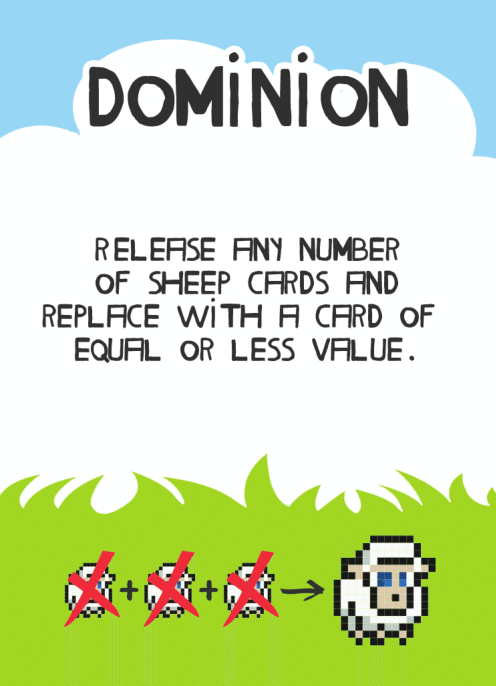 DOMINION
RELEASE ANY NUMBER
OF SHEEP CARDS AND
REPLACE WITH A CARD OF
EQUAL OR LESS VALUE.
+ + →